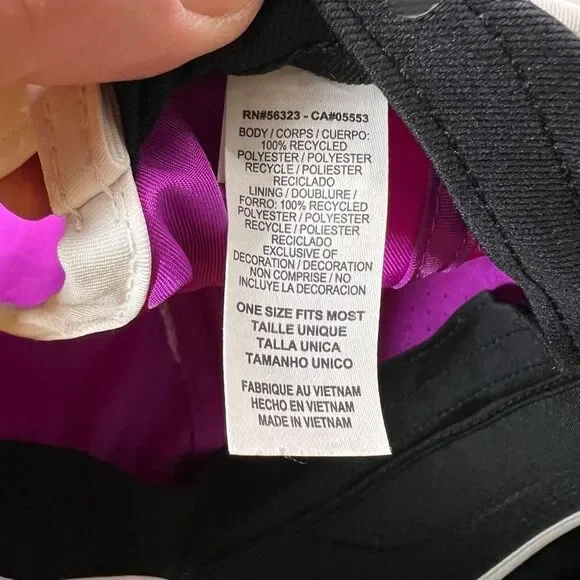 RN#56323 - CA#05553
BODY / CORPS / CUERPO:
100% RECYCLED
POLYESTER / POLYESTER
RECYCLE / POLIESTER
RECICLADO
LINING / DOUBLURE /
FORRO: 100% RECYCLED
POLYESTER / POLYESTER
RECYCLE / POLIESTER
RECICLADO
EXCLUSIVE OF
DECORATION / DECORATION
NON COMPRISE / NO
INCLUYE LA DECORACION
ONE SIZE FITS MOST
TAILLE UNIQUE
TALLA UNICA
TAMANHO UNICO
FABRIQUE AU VIETNAM
HECHO EN VIETNAM
MADE IN VIETNAM